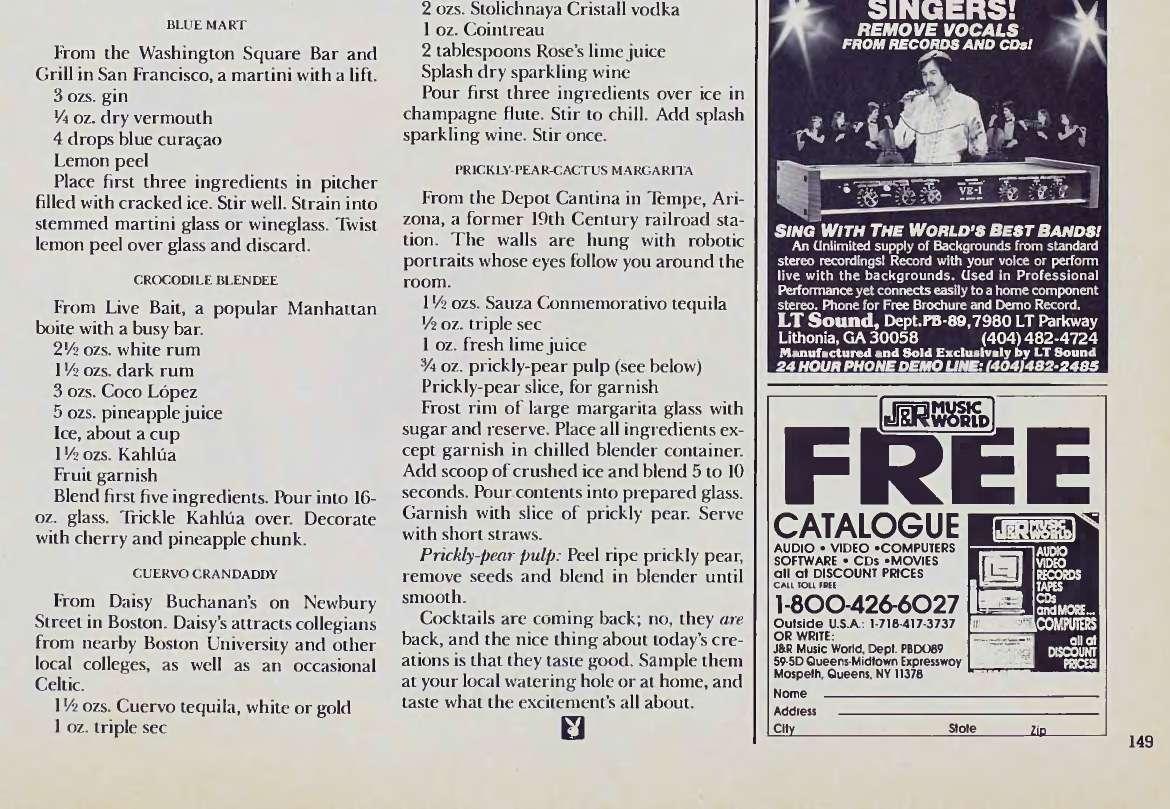 BLUE MART
From the Washington Square Bar and
Grill in San Francisco, a martini with a lift.
3 ozs. gin
¼ oz. dry vermouth
4 drops blue curaçao
Lemon peel
Place first three ingredients in pitcher
filled with cracked ice. Stir well. Strain into
stemmed martini glass or wineglass. Twist
lemon peel over glass and discard.
CROCODILE BLENDEE
From Live Bait, a popular Manhattan
boite with a busy bar.
2½ ozs. white rum
1½ ozs. dark rum
3 ozs. Coco López
5 ozs. pineapple juice
Ice, about a cup
1½ ozs. Kahlúa
Fruit garnish
Blend first five ingredients. Pour into 16-
oz. glass. Trickle Kahlúa over. Decorate
with cherry and pineapple chunk.
CUERVO CRANDADDY
From Daisy Buchanan's on Newbury
Street in Boston. Daisy's attracts collegians
from nearby Boston University and other
local colleges, as well as an occasional
Celtic.
1½ ozs. Cuervo tequila, white or gold
1 oz. triple sec
2 ozs. Stolichnaya Cristall vodka
1 oz. Cointreau
2 tablespoons Rose's lime juice
Splash dry sparkling wine
Pour first three ingredients over ice in
champagne flute. Stir to chill. Add splash
sparkling wine. Stir once.
PRICKLY-PEAR-CACTUS MARGARITA
From the Depot Cantina in Tempe, Ari-
zona, a former 19th Century railroad sta-
tion. The walls are hung with robotic
portraits whose eyes follow you around the
room.
1½ ozs. Sauza Conmemorativo tequila
½ oz. triple sec
1 oz. fresh lime juice
¾ oz. prickly-pear pulp (see below)
Prickly-pear slice, for garnish
Frost rim of large margarita glass with
sugar and reserve. Place all ingredients ex-
cept garnish in chilled blender container.
Add scoop of crushed ice and blend 5 to 10
seconds. Pour contents into prepared glass.
Garnish with slice of prickly pear. Serve
with short straws.
Prickly-pear pulp: Peel ripe prickly pear,
remove seeds and blend in blender until
smooth.
Cocktails are coming back; no, they are
back, and the nice thing about today's cre-
ations is that they taste good. Sample them
at your local watering hole or at home, and
taste what the excitement's all about.
SINGERS!
REMOVE VOCALS
FROM RECORDS AND CDs!
VE-1
SING WITH THE WORLD'S BEST BANDS!
An Unlimited supply of Backgrounds from standard
stereo recordings! Record with your voice or perform
live with the backgrounds. Used in Professional
Performance yet connects easily to a home component
stereo. Phone for Free Brochure and Demo Record.
LT Sound, Dept.PB-89,7980 LT Parkway
Lithonia, GA 30058 (404) 482-4724
Manufactured and Sold Exclusively by LT Sound
24 HOUR PHONE DEMO LINE: (404)482-2485
J&R MUSIC WORLD
FREE
CATALOGUE
AUDIO • VIDEO •COMPUTERS
SOFTWARE • CDs •MOVIES
all at DISCOUNT PRICES
CALL TOLL FREE
1-800-426-6027
Outside U.S.A.: 1-718-417-3737
OR WRITE:
J&R Music World, Dept. PBD089
59-5D Queens-Midtown Expressway
Maspeth, Queens, NY 11378
J&R MUSIC WORLD
AUDIO
VIDEO
RECORDS
TAPES
CDs
and MORE...
COMPUTERS
all at
DISCOUNT
PRICES!
Name
Address
City State Zip
149